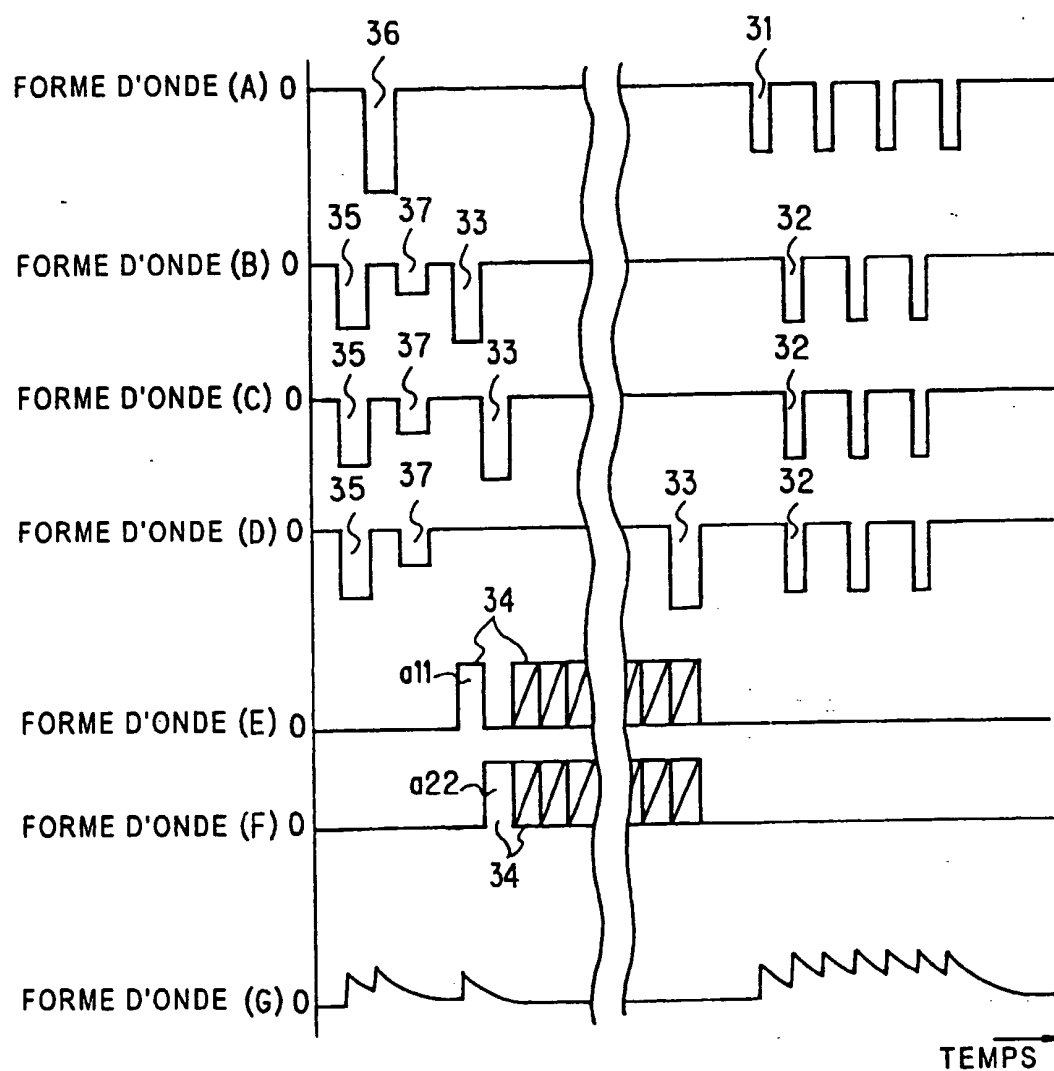 36 31
FORME D'ONDE (A) 0
35 37 33 32
FORME D'ONDE (B) 0
35 37 33 32
FORME D'ONDE (C) 0
35 37 33 32
FORME D'ONDE (D) 0
34
a11
FORME D'ONDE (E) 0
a22
FORME D'ONDE (F) 0
34
FORME D'ONDE (G) 0
TEMPS